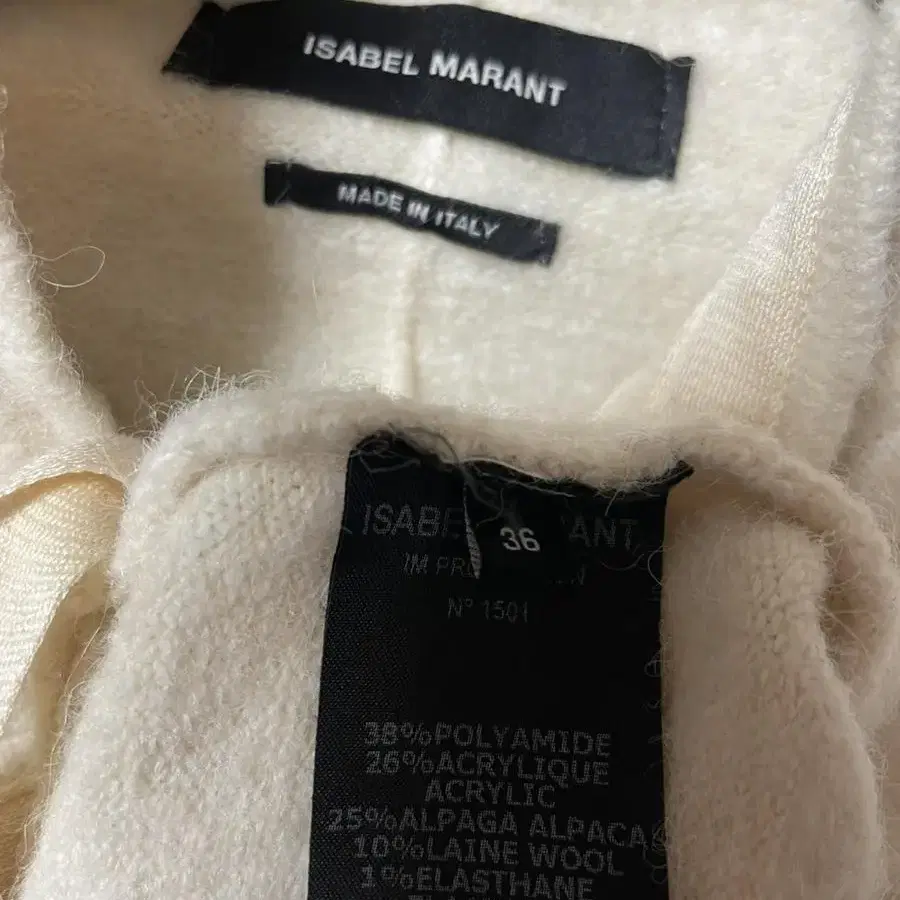 ISABEL MARANT
MADE IN ITALY
36
N° 1501
38%POLYAMIDE
26%ACRYLIQUE
ACRYLIC
25%ALPAGA ALPACA
10%LAINE WOOL
1%ELASTHANE